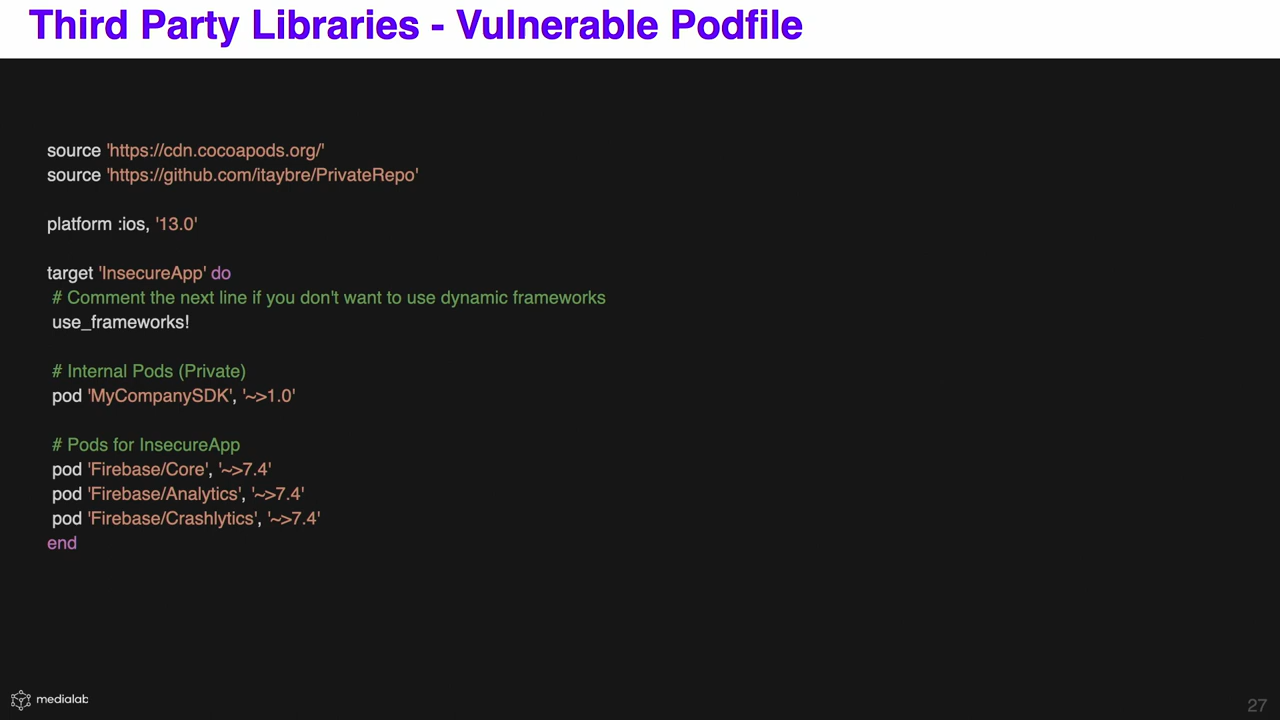 Third Party Libraries - Vulnerable Podfile
source 'https://cdn.cocoapods.org/'
source 'https://github.com/itaybre/PrivateRepo'
platform :ios, '13.0'
target 'InsecureApp' do
# Comment the next line if you don't want to use dynamic frameworks
use_frameworks!
# Internal Pods (Private)
pod 'MyCompanySDK', '~>1.0'
# Pods for InsecureApp
pod 'Firebase/Core', '~>7.4'
pod 'Firebase/Analytics', '~>7.4'
pod 'Firebase/Crashlytics', '~>7.4'
end
medialab
27